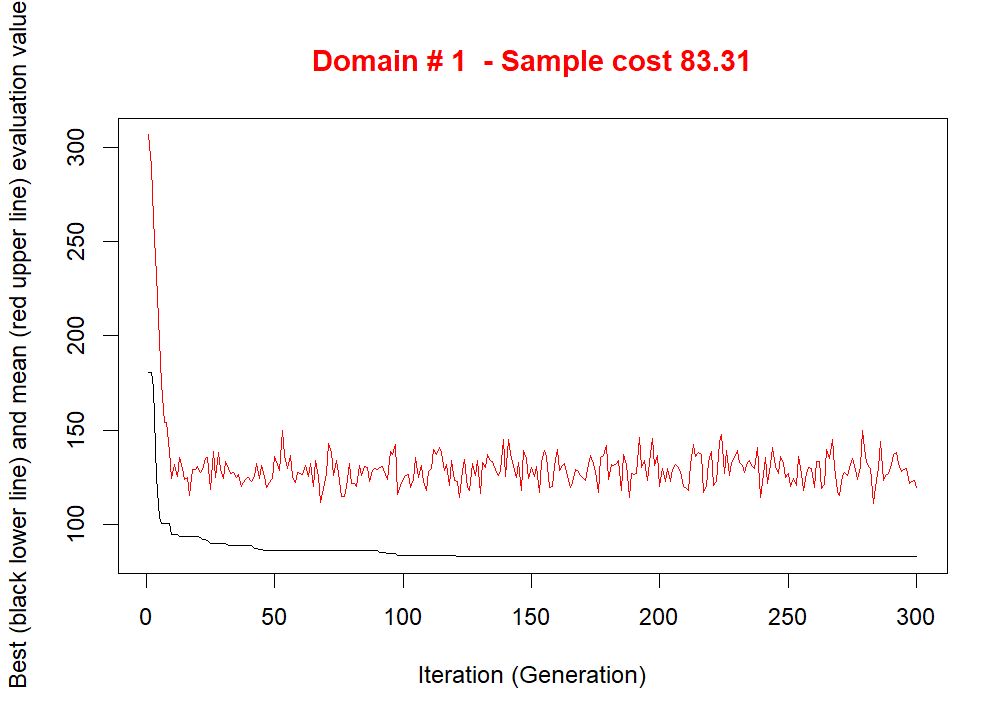 Domain # 1  - Sample cost 83.31
Best (black lower line) and mean (red upper line) evaluation value
300
250
200
150
100
0 50 100 150 200 250 300
Iteration (Generation)